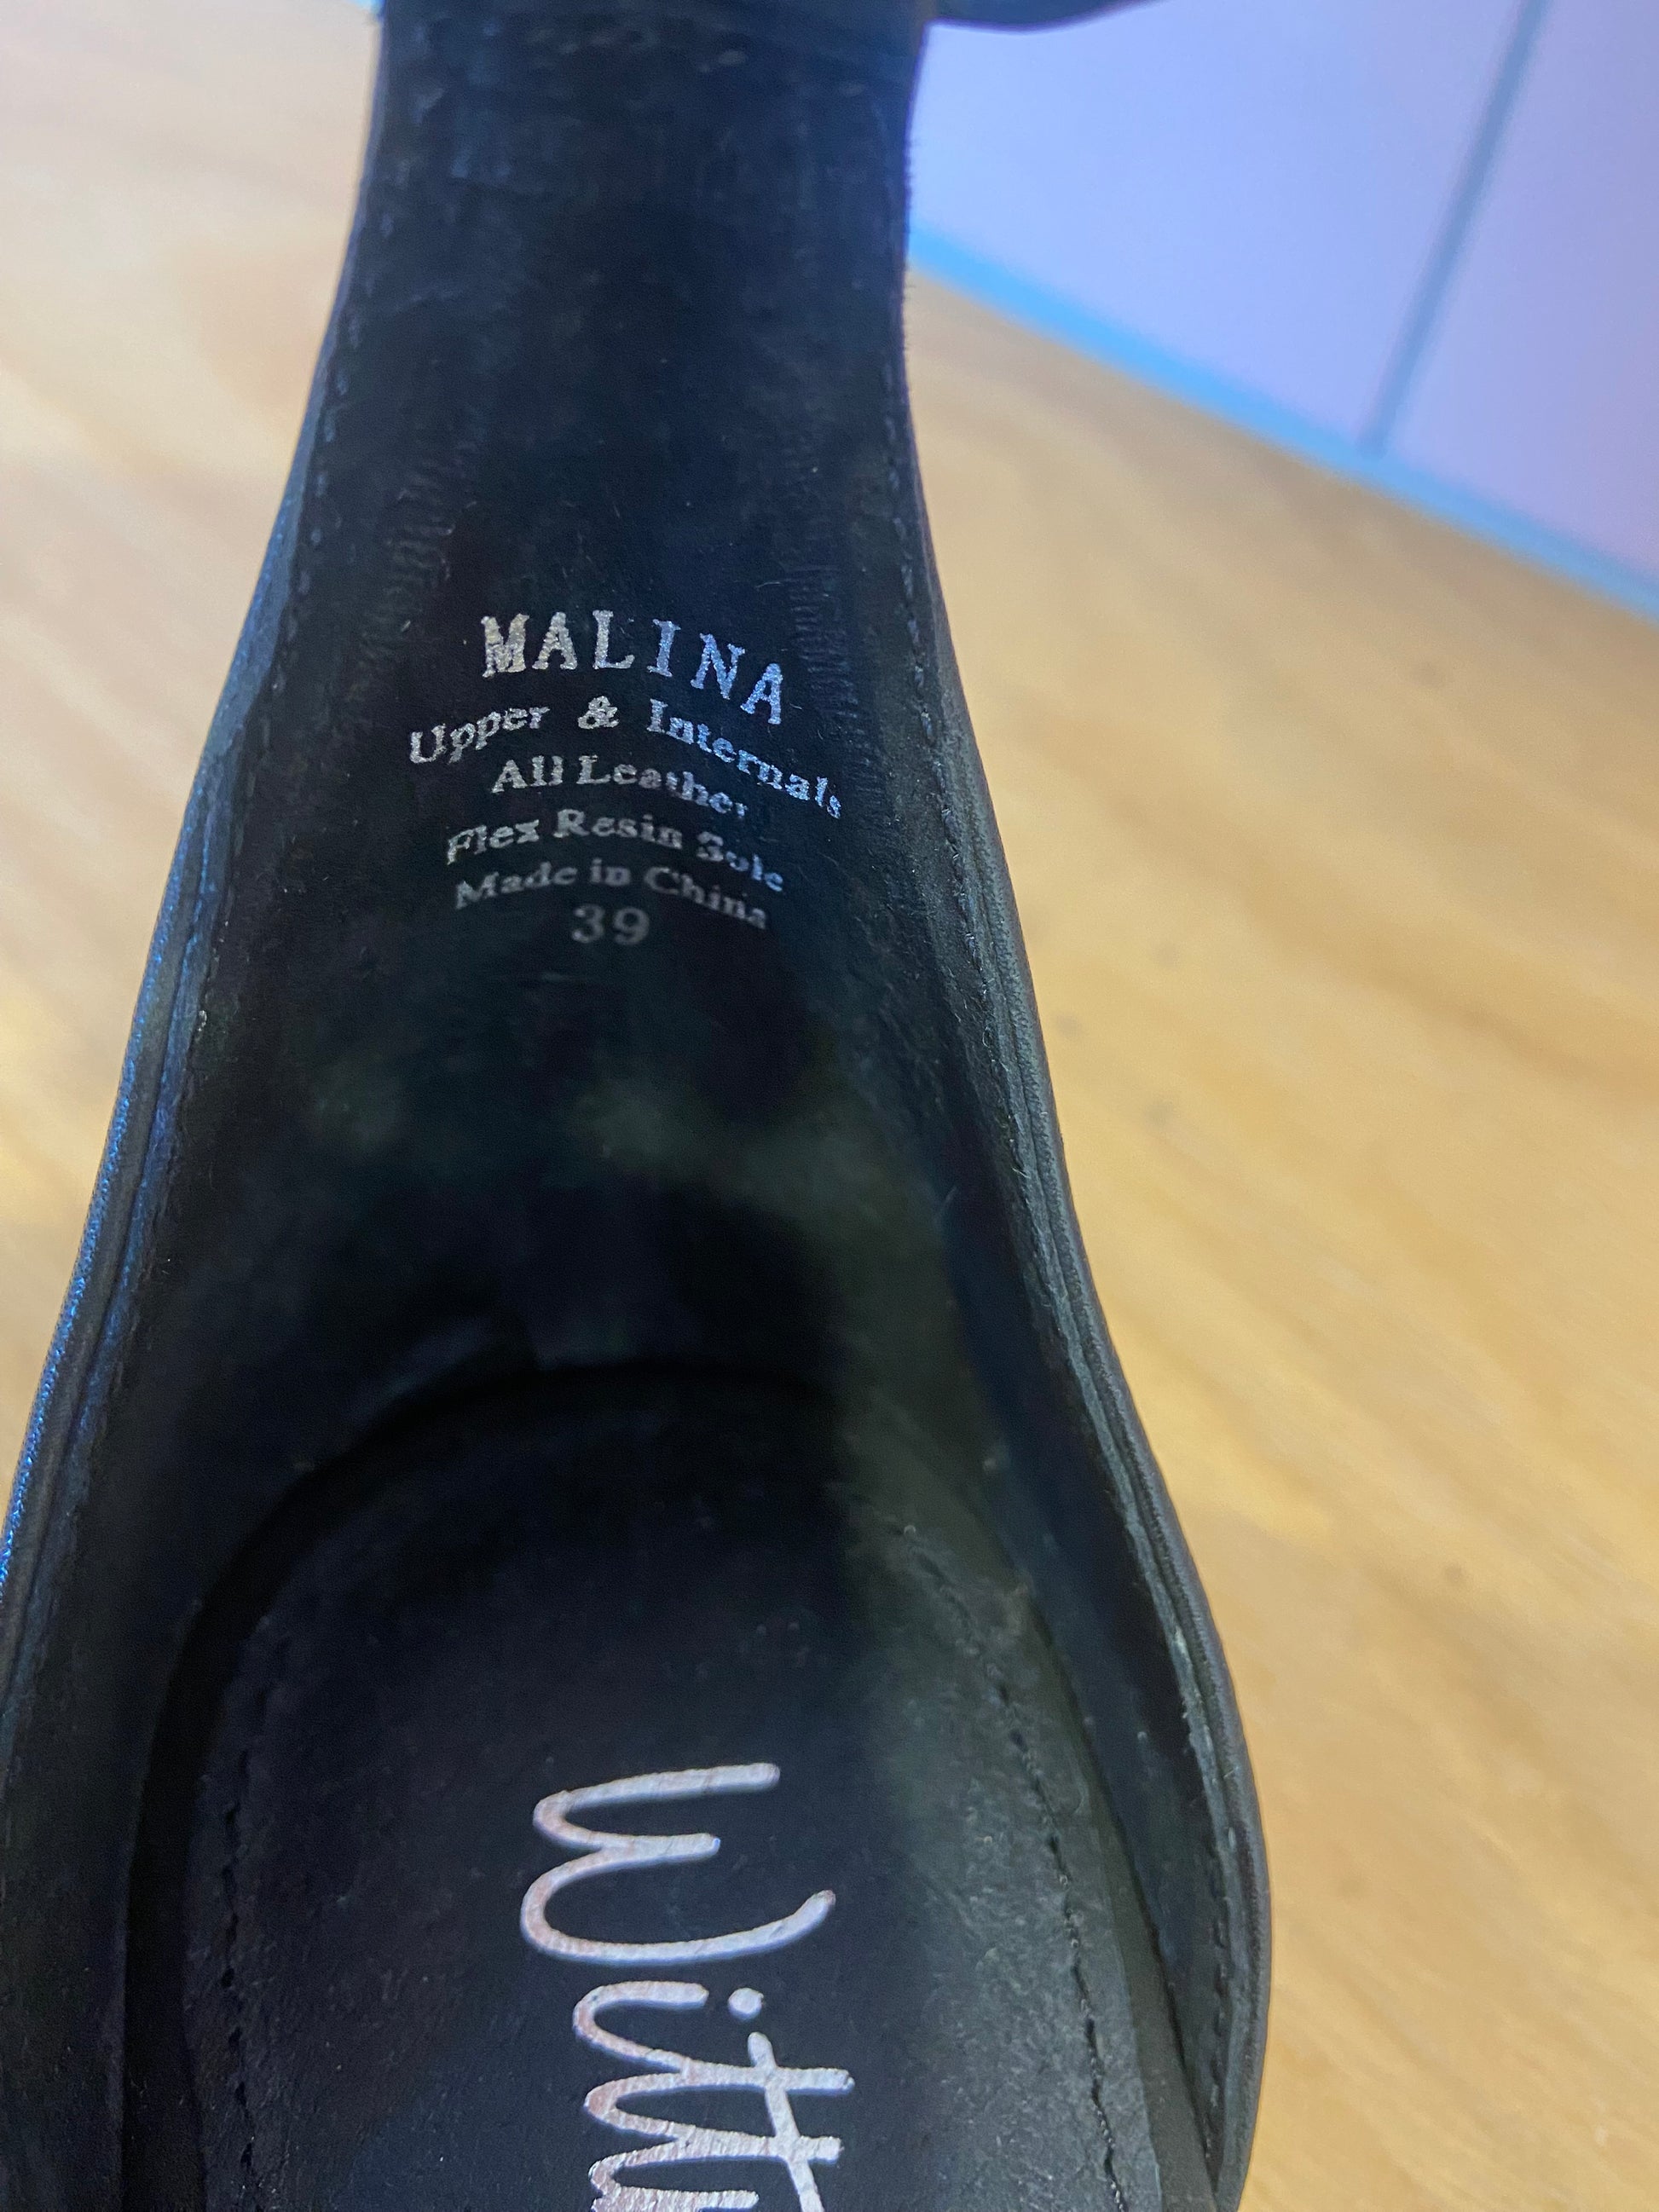 MALINA
Upper & Internals
All Leather
Flex Resin Sole
Made in China
39